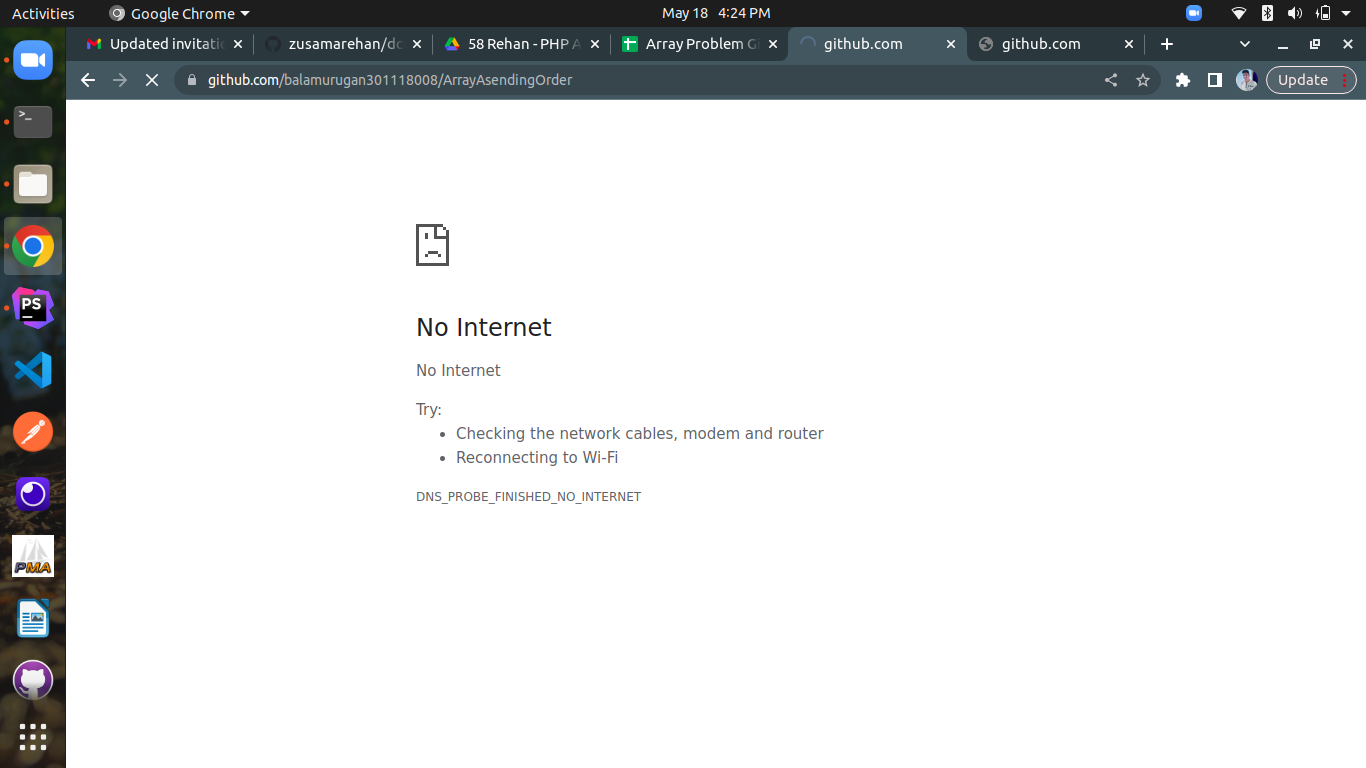 Activities
Google Chrome
May 18 4:24 PM
Updated invitatio
zusamarehan/dc
58 Rehan - PHP A
Array Problem Gi
github.com
github.com
github.com/balamurugan301118008/ArrayAsendingOrder
Update
>_
PS
PMA
No Internet
No Internet
Try:
• Checking the network cables, modem and router
• Reconnecting to Wi-Fi
DNS_PROBE_FINISHED_NO_INTERNET